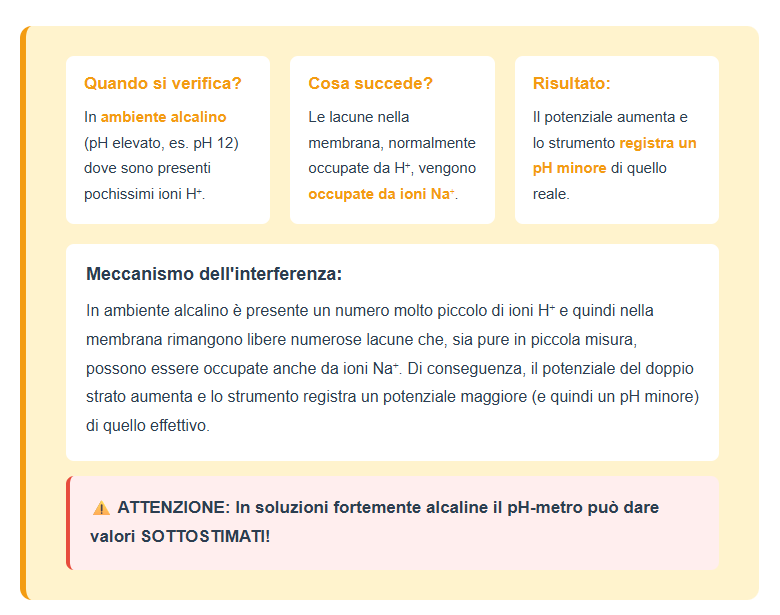 Quando si verifica?
In ambiente alcalino
(pH elevato, es. pH 12)
dove sono presenti
pochissimi ioni H⁺.
Cosa succede?
Le lacune nella
membrana, normalmente
occupate da H⁺, vengono
occupate da ioni Na⁺.
Risultato:
Il potenziale aumenta e
lo strumento registra un
pH minore di quello
reale.
Meccanismo dell'interferenza:
In ambiente alcalino è presente un numero molto piccolo di ioni H⁺ e quindi nella
membrana rimangono libere numerose lacune che, sia pure in piccola misura,
possono essere occupate anche da ioni Na⁺. Di conseguenza, il potenziale del doppio
strato aumenta e lo strumento registra un potenziale maggiore (e quindi un pH minore)
di quello effettivo.
⚠️ ATTENZIONE: In soluzioni fortemente alcaline il pH-metro può dare
valori SOTTOSTIMATI!